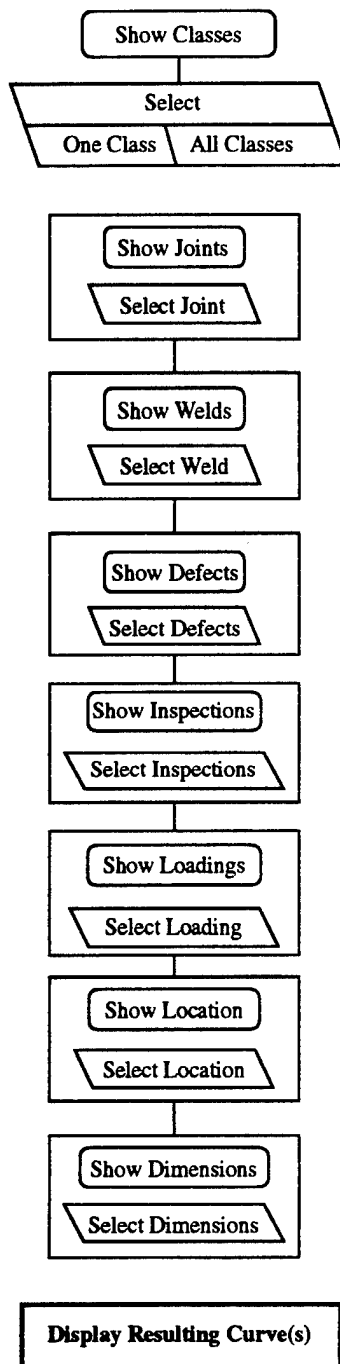 Show Classes
Select
One Class All Classes
Show Joints
Select Joint
Show Welds
Select Weld
Show Defects
Select Defects
Show Inspections
Select Inspections
Show Loadings
Select Loading
Show Location
Select Location
Show Dimensions
Select Dimensions
Display Resulting Curve(s)